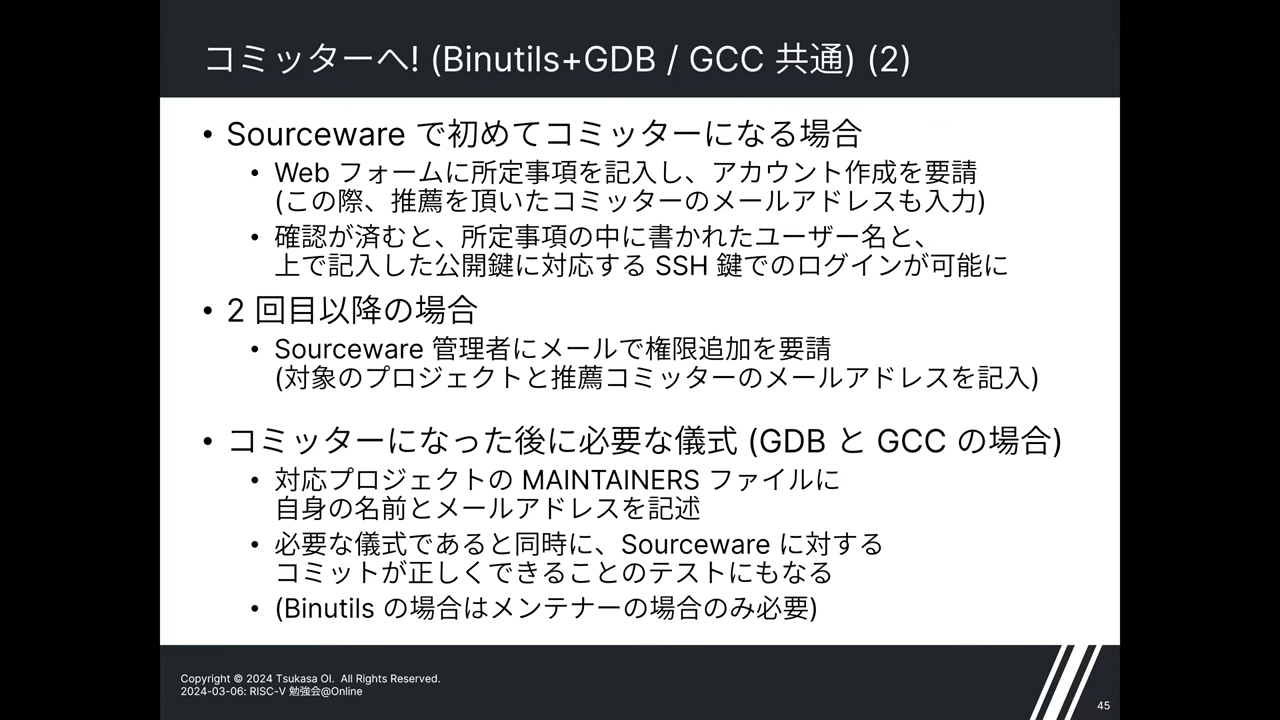 コミッターへ! (Binutils+GDB / GCC 共通) (2)
• Sourceware で初めてコミッターになる場合
• Web フォームに所定事項を記入し、アカウント作成を要請
(この際、推薦を頂いたコミッターのメールアドレスも入力)
• 確認が済むと、所定事項の中に書かれたユーザー名と、
上で記入した公開鍵に対応する SSH 鍵でのログインが可能に
• 2 回目以降の場合
• Sourceware 管理者にメールで権限追加を要請
(対象のプロジェクトと推薦コミッターのメールアドレスを記入)
• コミッターになった後に必要な儀式 (GDB と GCC の場合)
• 対応プロジェクトの MAINTAINERS ファイルに
自身の名前とメールアドレスを記述
• 必要な儀式であると同時に、Sourceware に対する
コミットが正しくできることのテストにもなる
• (Binutils の場合はメンテナーの場合のみ必要)
Copyright © 2024 Tsukasa OI. All Rights Reserved.
2024-03-06: RISC-V 勉強会@Online
45